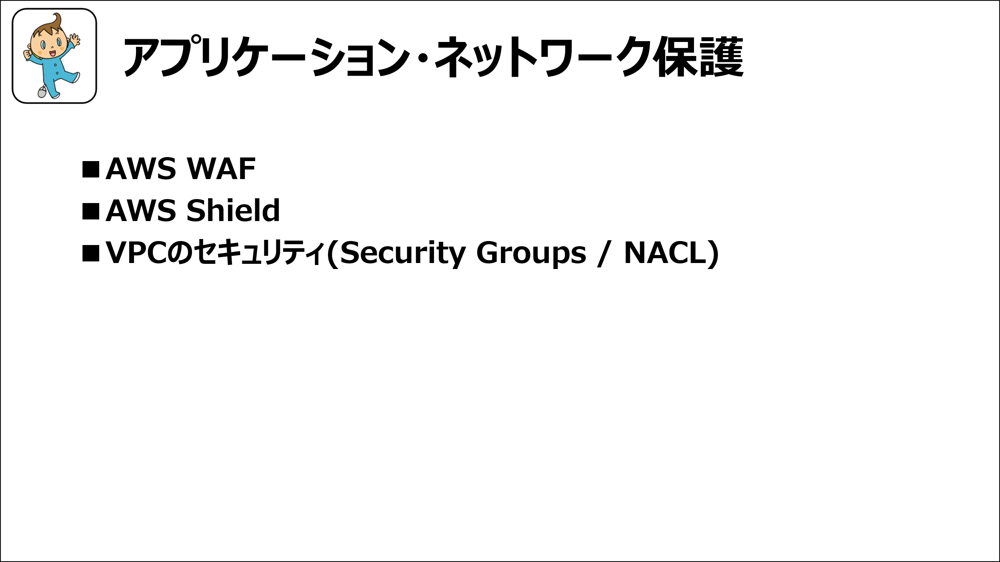 アプリケーション・ネットワーク保護
■AWS WAF
■AWS Shield
■VPCのセキュリティ(Security Groups / NACL)